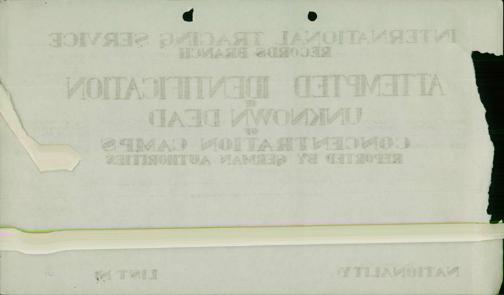 INTERNATIONAL TRACING SERVICE
RECORDS BRANCH
ATTEMPTED IDENTIFICATION
OF
UNKNOWN DEAD
OF
CONCENTRATION CAMPS
REPORTED BY GERMAN AUTHORITIES
NATIONALITY: LIST Nº